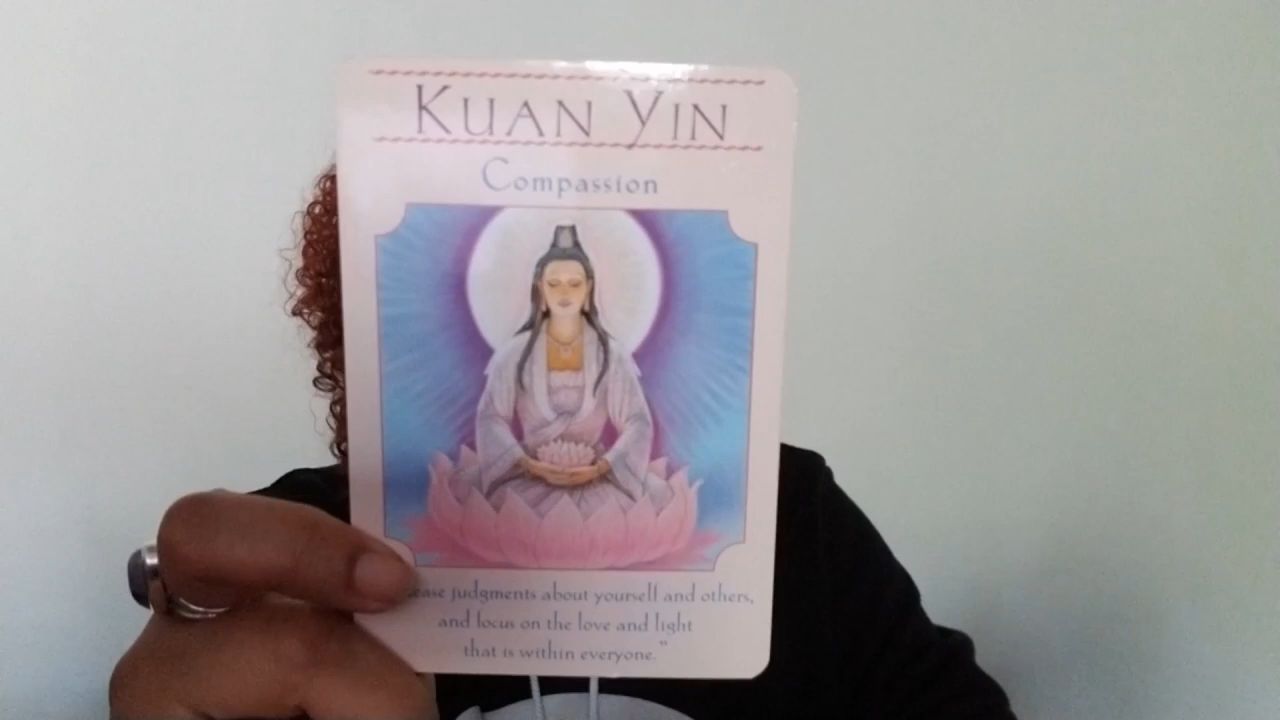 KUAN YIN
Compassion
ease judgments about yourself and others,
and focus on the love and light
that is within everyone."